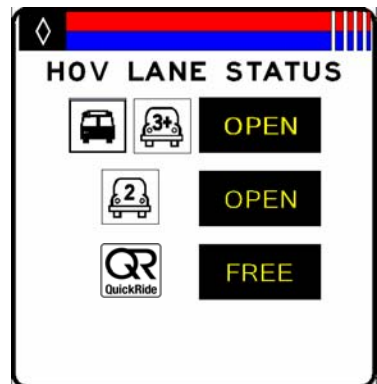 HOV LANE STATUS
3+ OPEN
2 OPEN
QR
QuickRide FREE